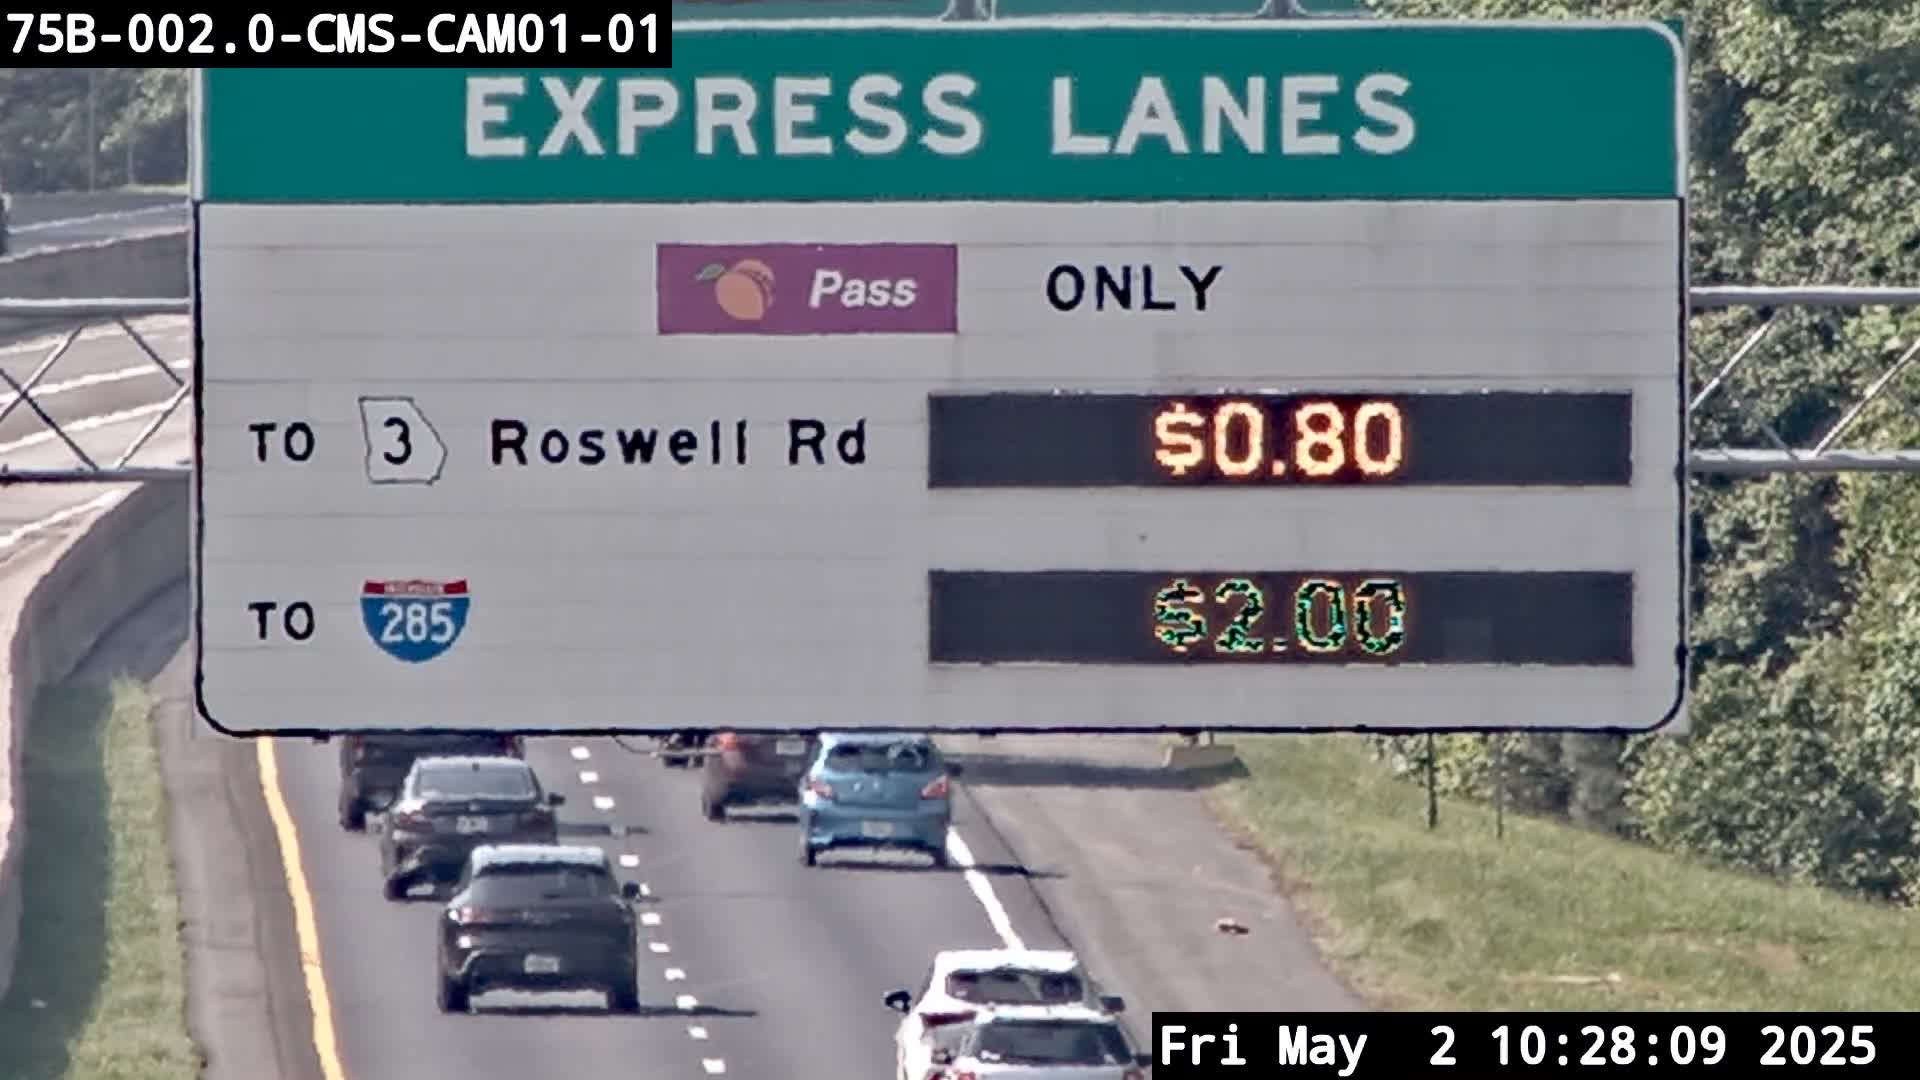 75B-002.0-CMS-CAM01-01
EXPRESS LANES
Pass ONLY
TO 3 Roswell Rd $0.80
TO INTERSTATE 285 $2.00
Fri May 2 10:28:09 2025